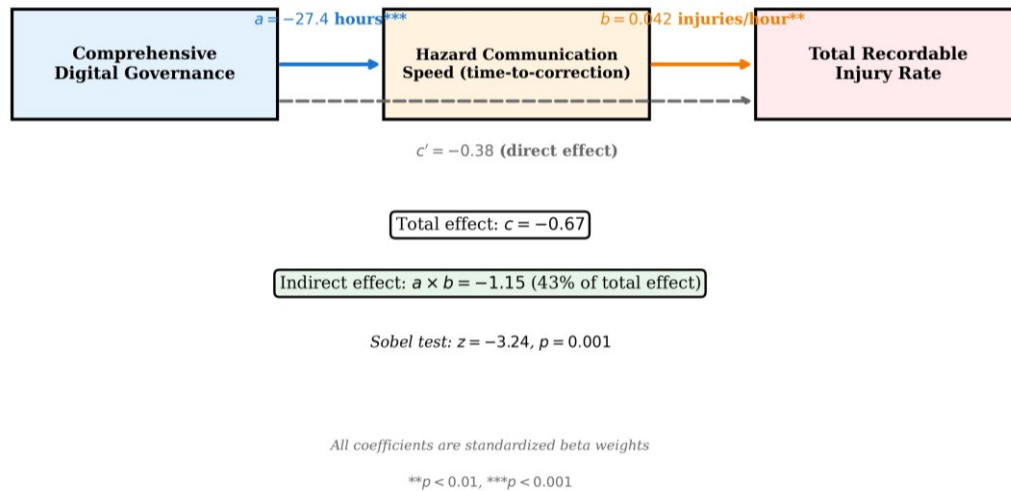 a = −27.4 hours***
b = 0.042 injuries/hour**
Comprehensive
Digital Governance
Hazard Communication
Speed (time-to-correction)
Total Recordable
Injury Rate
c′ = −0.38 (direct effect)
Total effect: c = −0.67
Indirect effect: a × b = −1.15 (43% of total effect)
Sobel test: z = −3.24, p = 0.001
All coefficients are standardized beta weights
**p < 0.01, ***p < 0.001